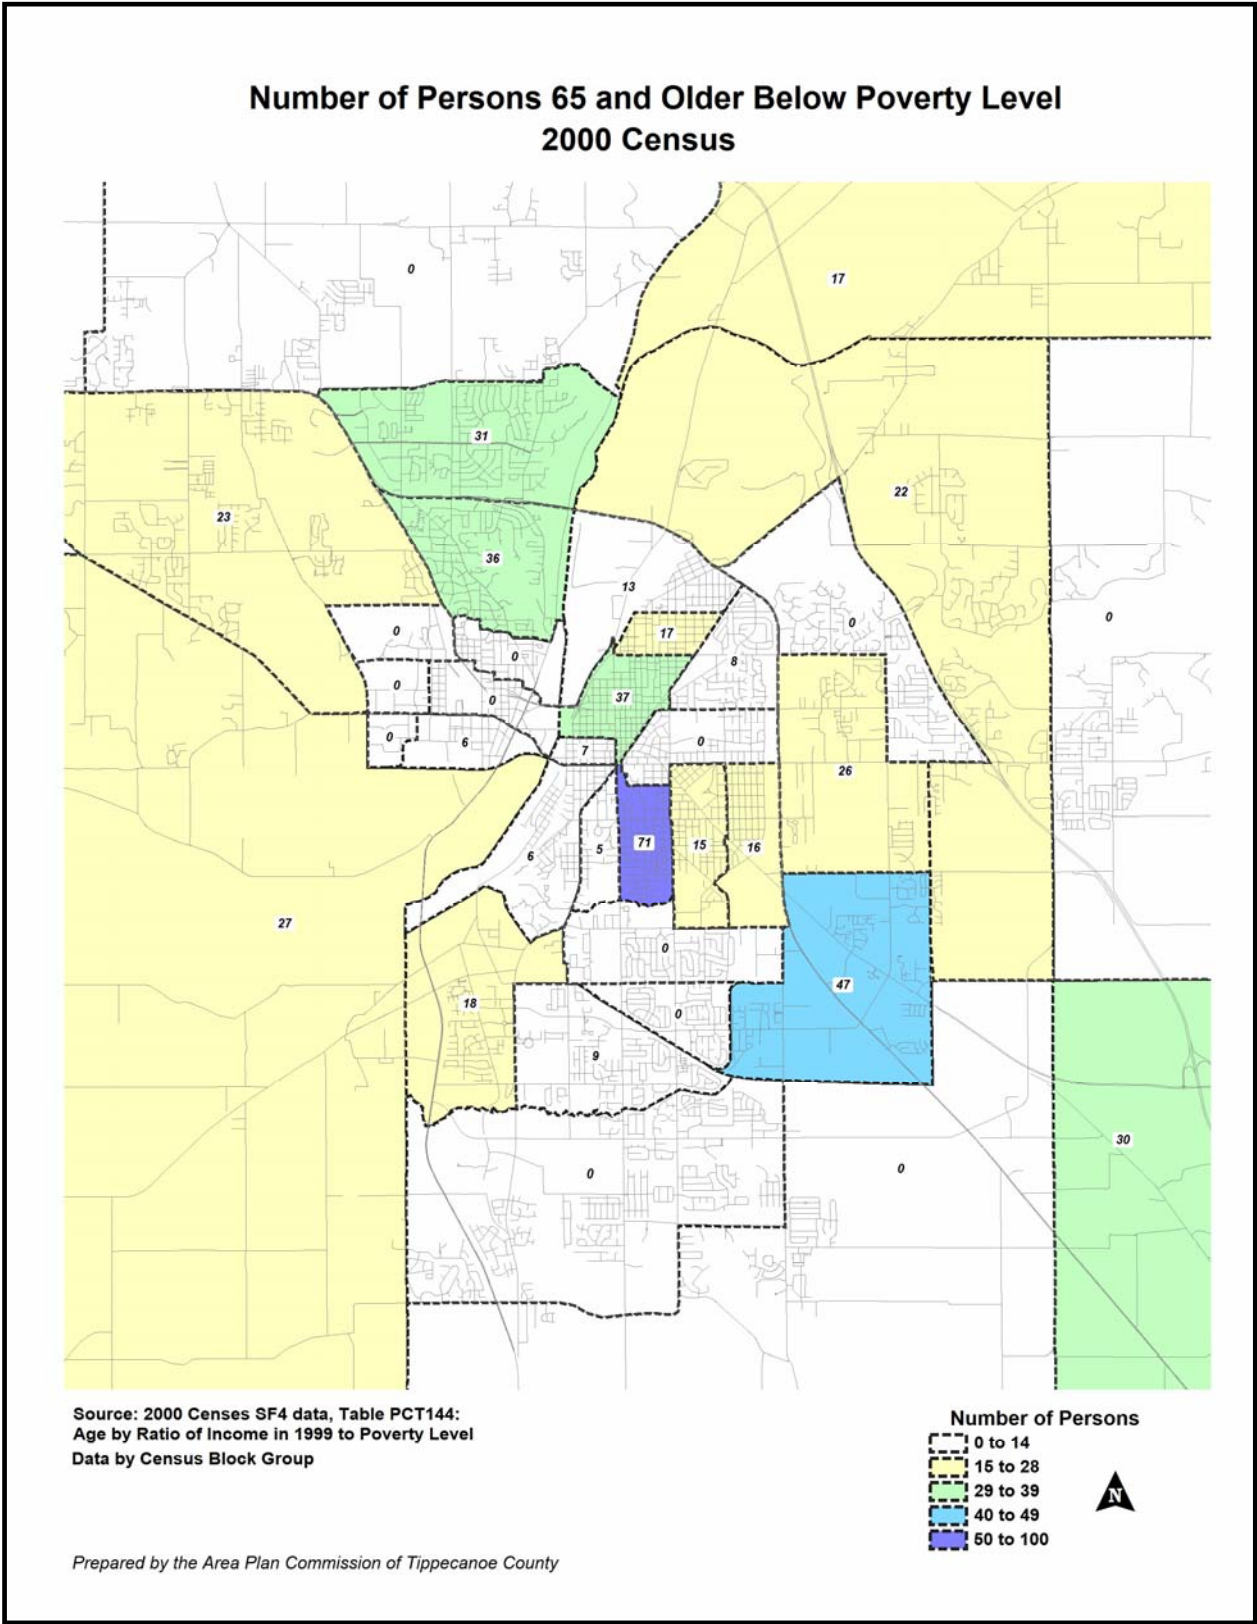 Number of Persons 65 and Older Below Poverty Level
2000 Census
0
17
31
22
23
36
13
0
0
0
17
0
8
0
37
0
0
6
0
7
26
71
15
16
5
6
27
0
47
18
0
9
30
0
0
Source: 2000 Censes SF4 data, Table PCT144:
Age by Ratio of Income in 1999 to Poverty Level
Data by Census Block Group
Number of Persons
0 to 14
15 to 28
29 to 39
40 to 49
50 to 100
N
Prepared by the Area Plan Commission of Tippecanoe County